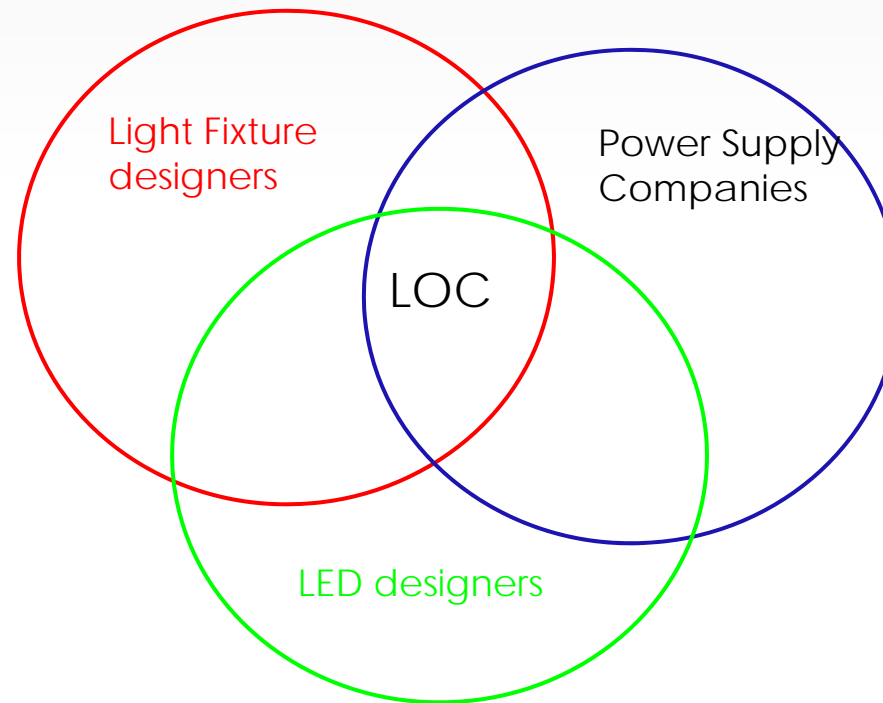 Light Fixture
designers
Power Supply
Companies
LOC
LED designers